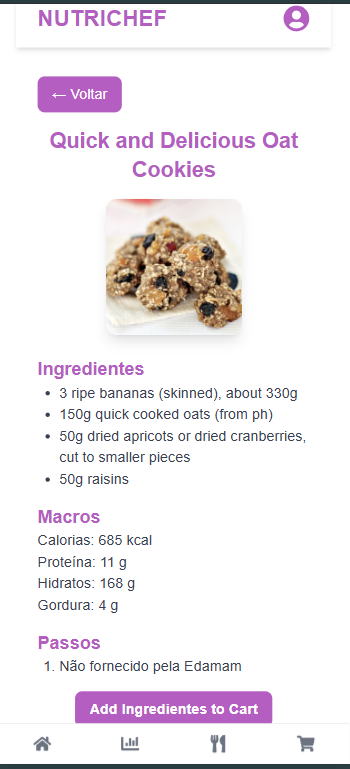 NUTRICHEF
← Voltar
Quick and Delicious Oat
Cookies
Ingredientes
• 3 ripe bananas (skinned), about 330g
• 150g quick cooked oats (from ph)
• 50g dried apricots or dried cranberries,
cut to smaller pieces
• 50g raisins
Macros
Calorias: 685 kcal
Proteína: 11 g
Hidratos: 168 g
Gordura: 4 g
Passos
1. Não fornecido pela Edamam
Add Ingredientes to Cart